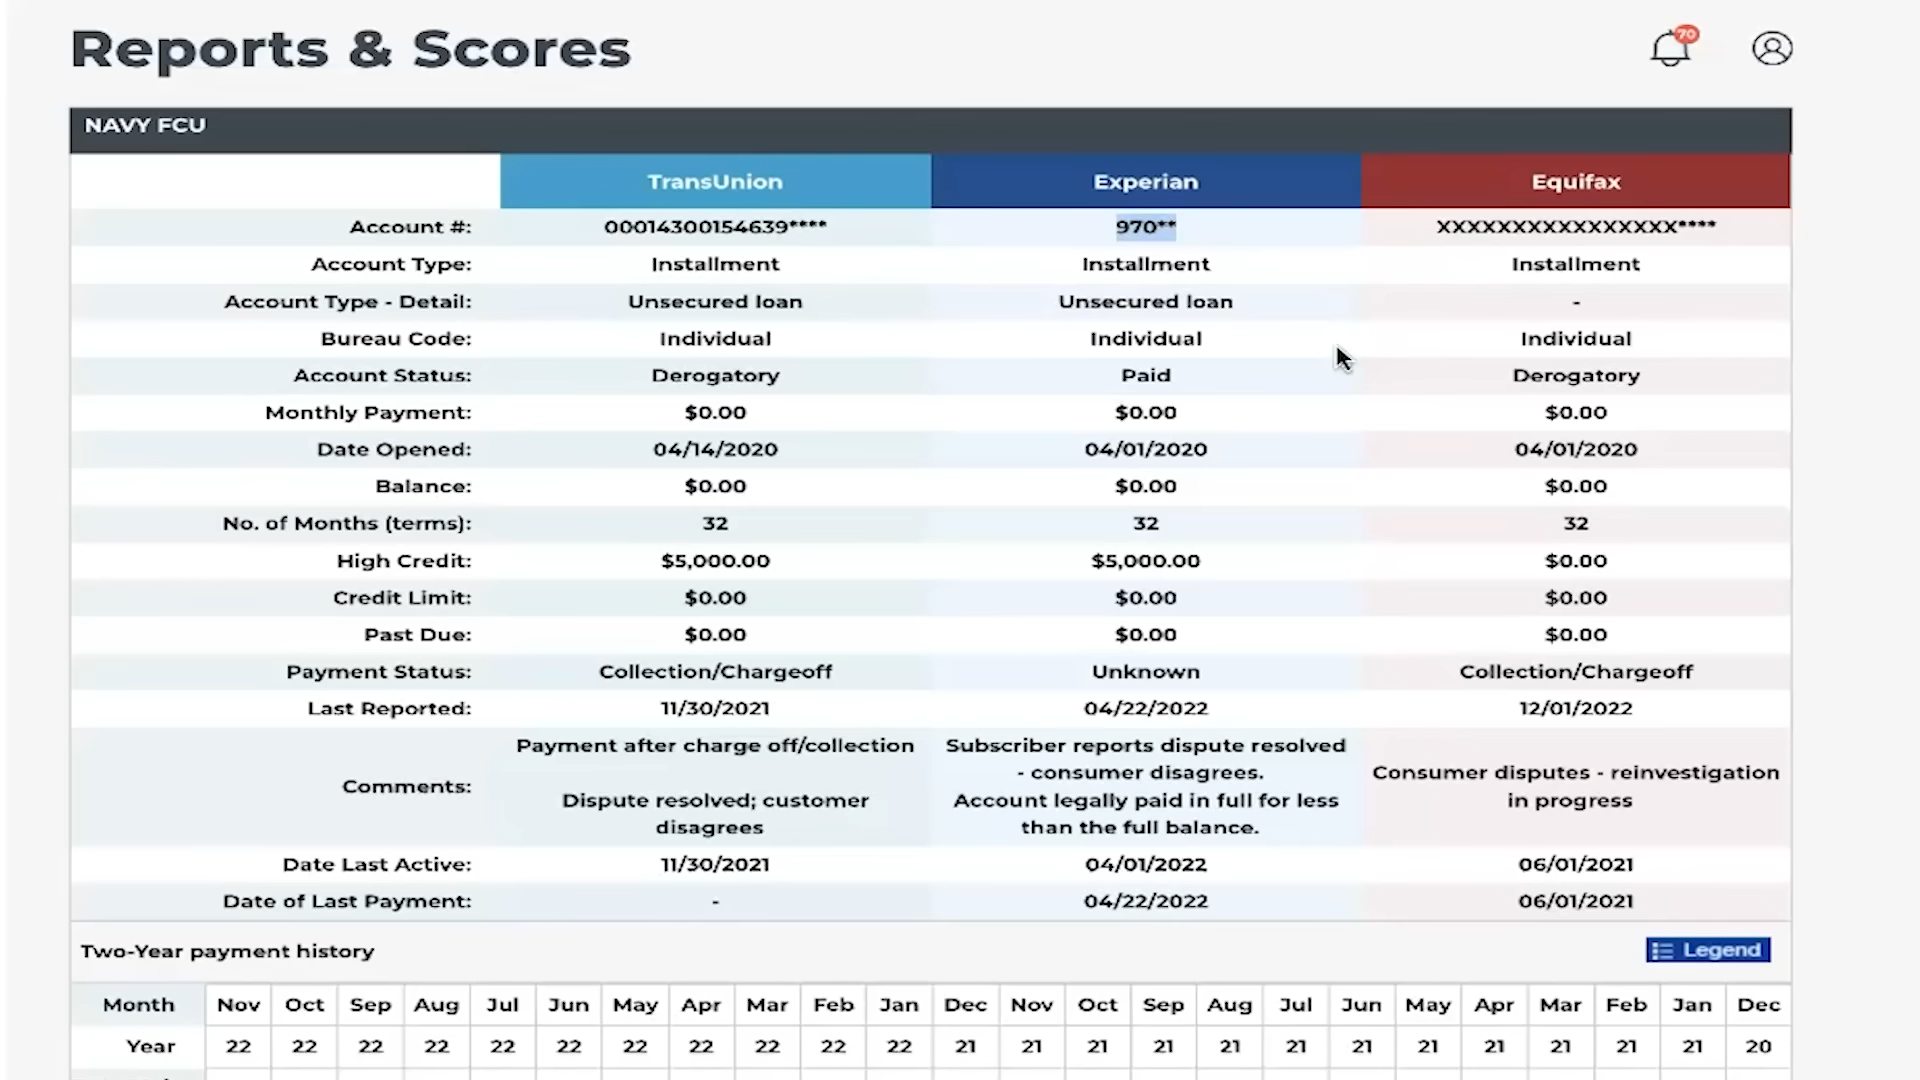 Reports & Scores
70
NAVY FCU
TransUnion Experian Equifax
Account #: 00014300154639**** 970** XXXXXXXXXXXXXXXX****
Account Type: Installment Installment Installment
Account Type - Detail: Unsecured loan Unsecured loan -
Bureau Code: Individual Individual Individual
Account Status: Derogatory Paid Derogatory
Monthly Payment: $0.00 $0.00 $0.00
Date Opened: 04/14/2020 04/01/2020 04/01/2020
Balance: $0.00 $0.00 $0.00
No. of Months (terms): 32 32 32
High Credit: $5,000.00 $5,000.00 $0.00
Credit Limit: $0.00 $0.00 $0.00
Past Due: $0.00 $0.00 $0.00
Payment Status: Collection/Chargeoff Unknown Collection/Chargeoff
Last Reported: 11/30/2021 04/22/2022 12/01/2022
Comments:
Payment after charge off/collection
Dispute resolved; customer
disagrees
Subscriber reports dispute resolved
- consumer disagrees.
Account legally paid in full for less
than the full balance.
Consumer disputes - reinvestigation
in progress
Date Last Active: 11/30/2021 04/01/2022 06/01/2021
Date of Last Payment: - 04/22/2022 06/01/2021
Two-Year payment history Legend
Month Nov Oct Sep Aug Jul Jun May Apr Mar Feb Jan Dec Nov Oct Sep Aug Jul Jun May Apr Mar Feb Jan Dec
Year 22 22 22 22 22 22 22 22 22 22 22 21 21 21 21 21 21 21 21 21 21 21 21 20